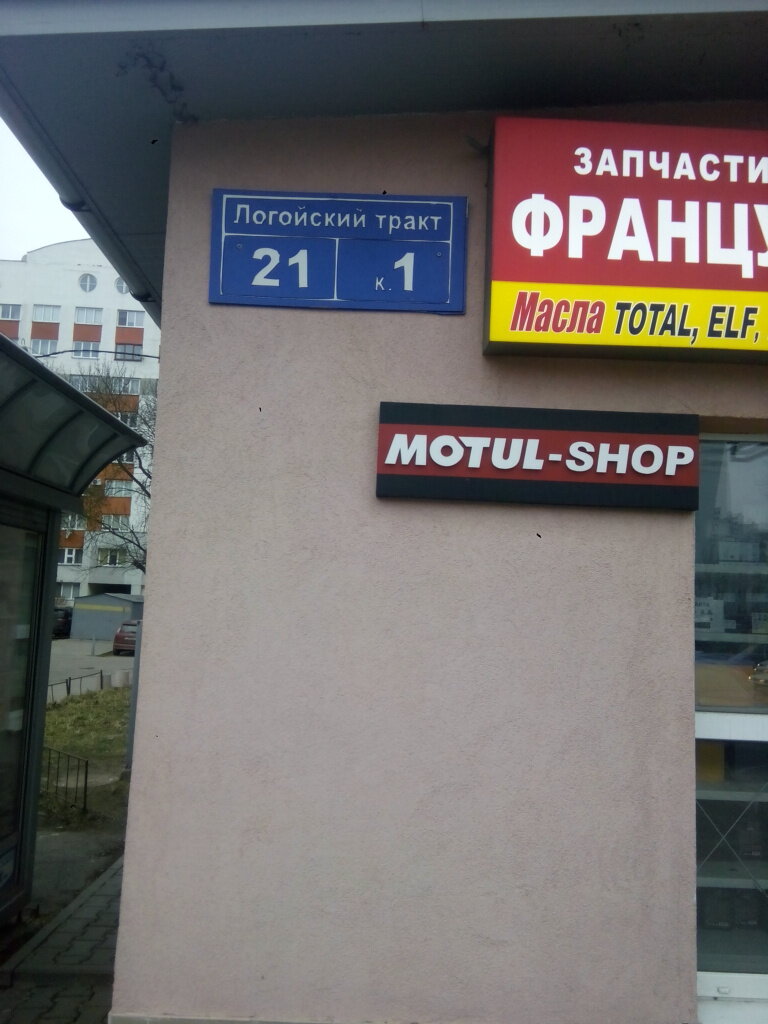 Логойский тракт
21 к. 1
ЗАПЧАСТИ
ФРАНЦУ
Масла TOTAL, ELF,
MOTUL-SHOP